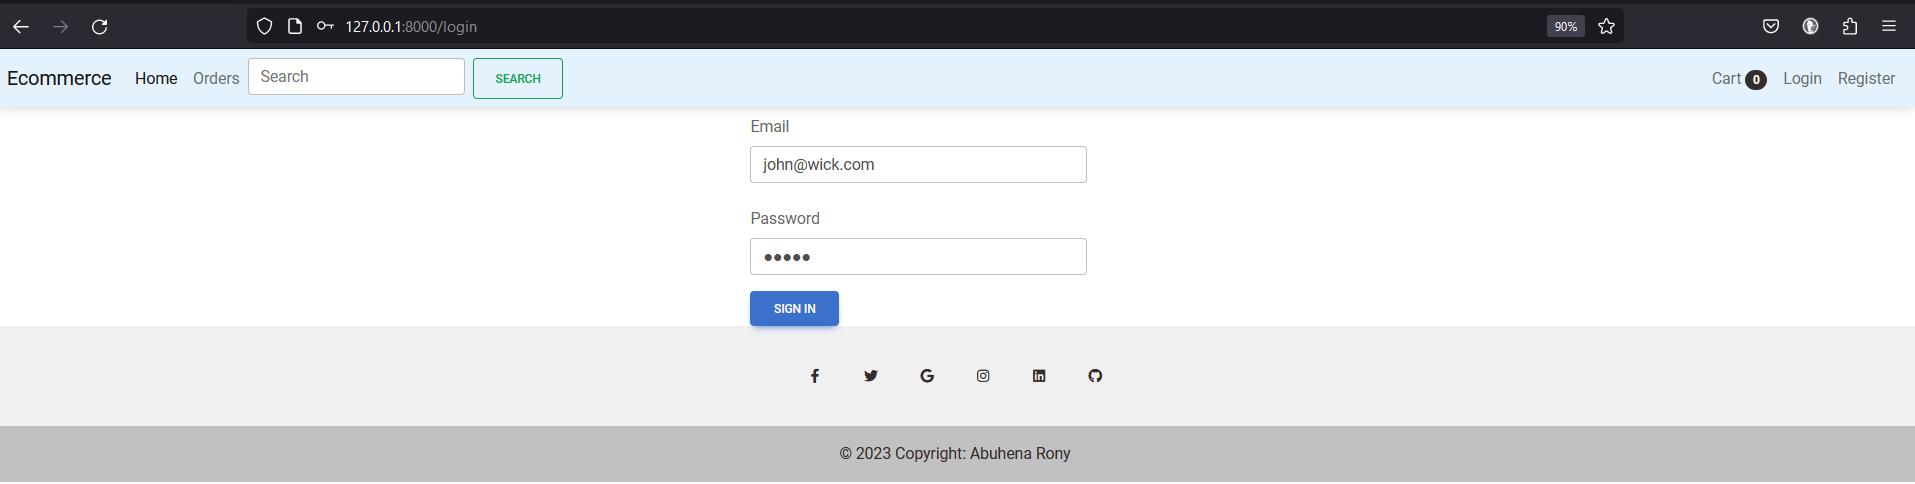 127.0.0.1:8000/login 90%
Ecommerce Home Orders Search SEARCH Cart 0 Login Register
Email
john@wick.com
Password
SIGN IN
© 2023 Copyright: Abuhena Rony